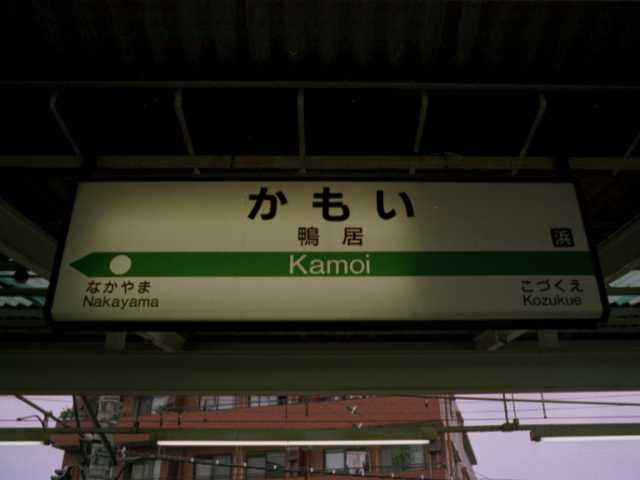 かもい
鴨居
浜
Kamoi
なかやま
Nakayama
こづくえ
Kozukue